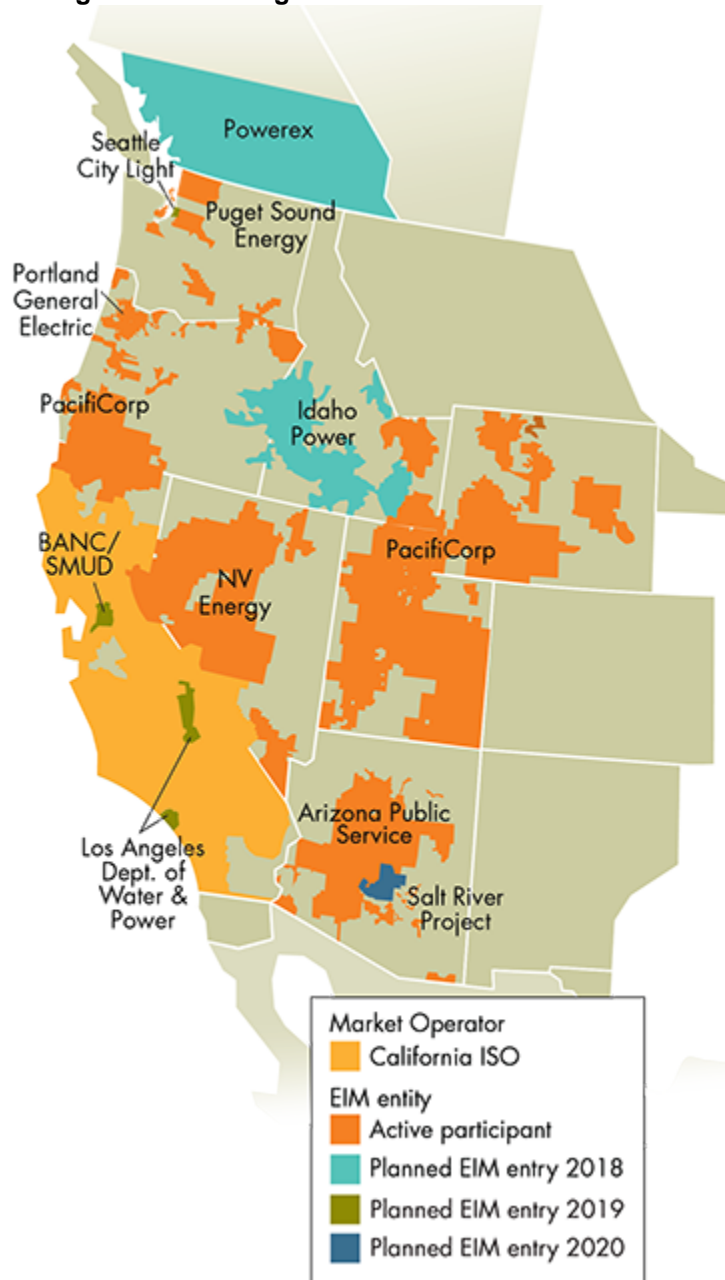 Powerex
Seattle
City Light
Puget Sound
Energy
Portland
General
Electric
PacifiCorp
Idaho
Power
BANC/
SMUD
NV
Energy
PacifiCorp
Arizona Public
Service
Los Angeles
Dept. of
Water &
Power
Salt River
Project
Market Operator
California ISO
EIM entity
Active participant
Planned EIM entry 2018
Planned EIM entry 2019
Planned EIM entry 2020